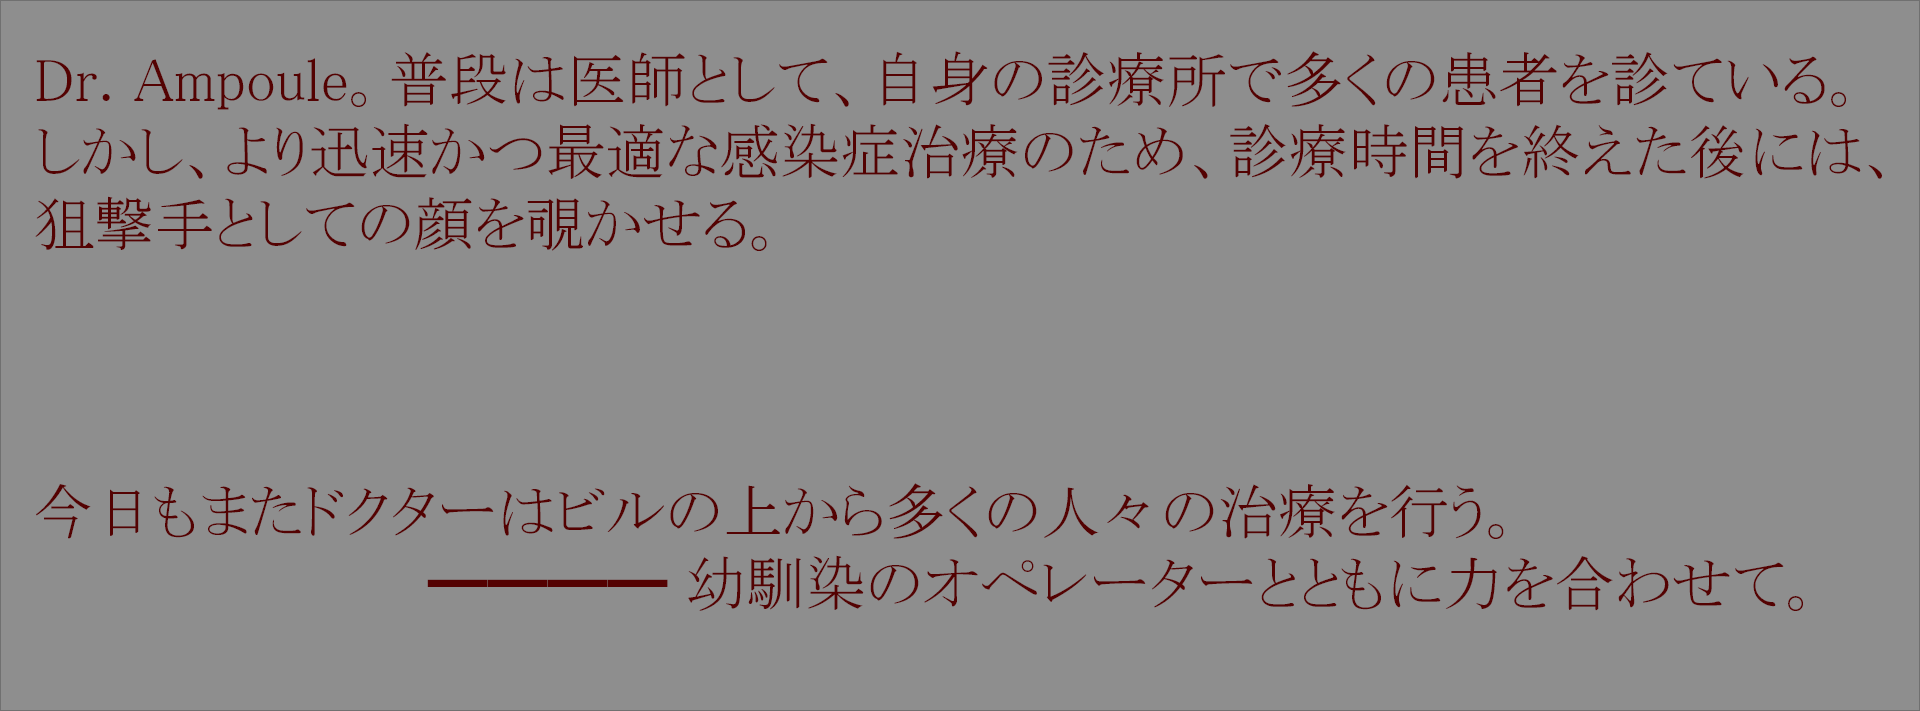 Dr. Ampoule。普段は医師として、自身の診療所で多くの患者を診ている。
しかし、より迅速かつ最適な感染症治療のため、診療時間を終えた後には、
狙撃手としての顔を覗かせる。
今日もまたドクターはビルの上から多くの人々の治療を行う。
――――幼馴染のオペレーターとともに力を合わせて。